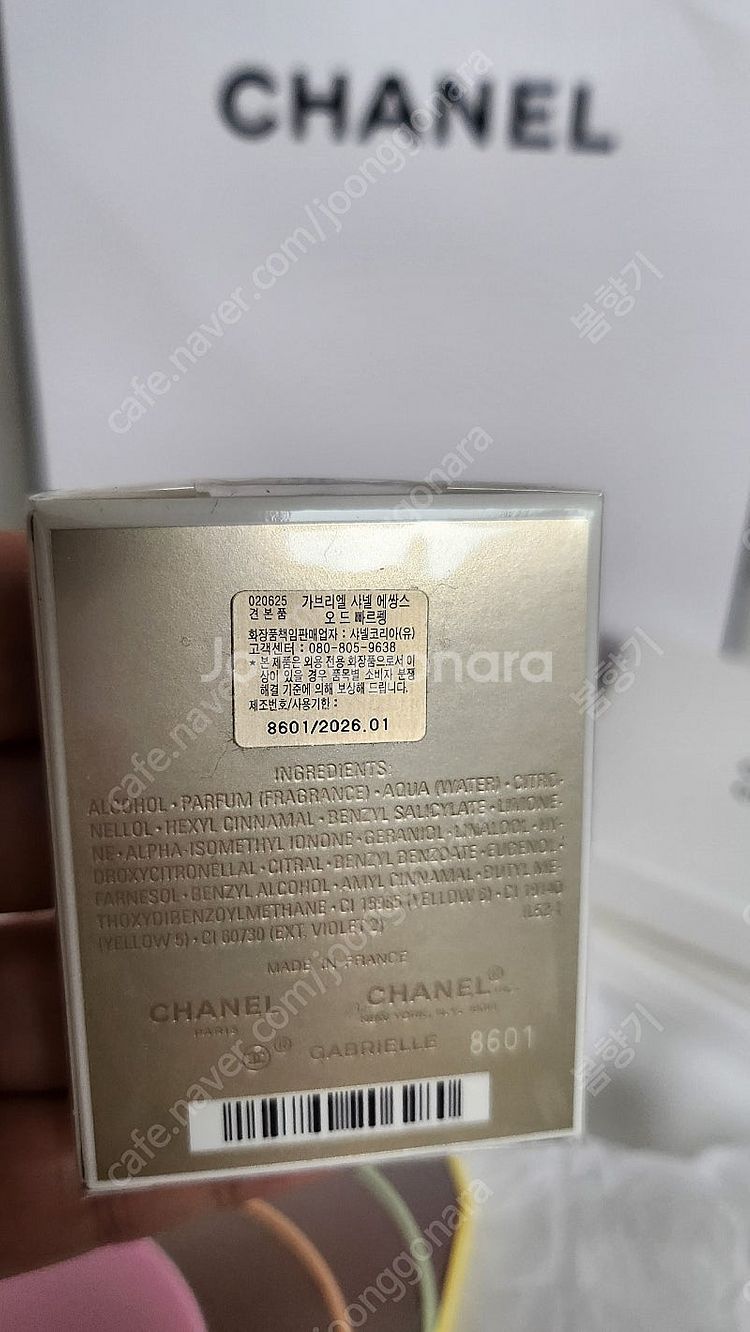 CHANEL
cafe.naver.com/joonggonara
봄향기
cafe.naver.com/joonggonara
Joonggonara
봄향기
020625 가브리엘 샤넬 에쌍스
견본품 오 드 빠르펭
화장품책임판매업자 : 샤넬코리아(유)
고객센터 : 080-805-9638
* 본 제품은 외용 전용 화장품으로서 이
상이 있을 경우 품목별 소비자 분쟁
해결 기준에 의해 보상해 드립니다.
제조번호/사용기한 :
8601/2026.01
INGREDIENTS:
ALCOHOL • PARFUM (FRAGRANCE) • AQUA (WATER) • CITRO-
NELLOL • HEXYL CINNAMAL • BENZYL SALICYLATE • LIMONE-
NE • ALPHA-ISOMETHYL IONONE • GERANIOL • LINALOOL • HY-
DROXYCITRONELLAL • CITRAL • BENZYL BENZOATE • EUGENOL •
FARNESOL • BENZYL ALCOHOL • AMYL CINNAMAL • BUTYL ME-
THOXYDIBENZOYLMETHANE • CI 15985 (YELLOW 6) • CI 19140
(YELLOW 5) • CI 60730 (EXT. VIOLET 2)
MADE IN FRANCE
CHANEL
PARIS
CHANEL®
NEW YORK, N.Y.
GABRIELLE
8601
cafe.naver.com/joonggonara
봄향기
joonggonara